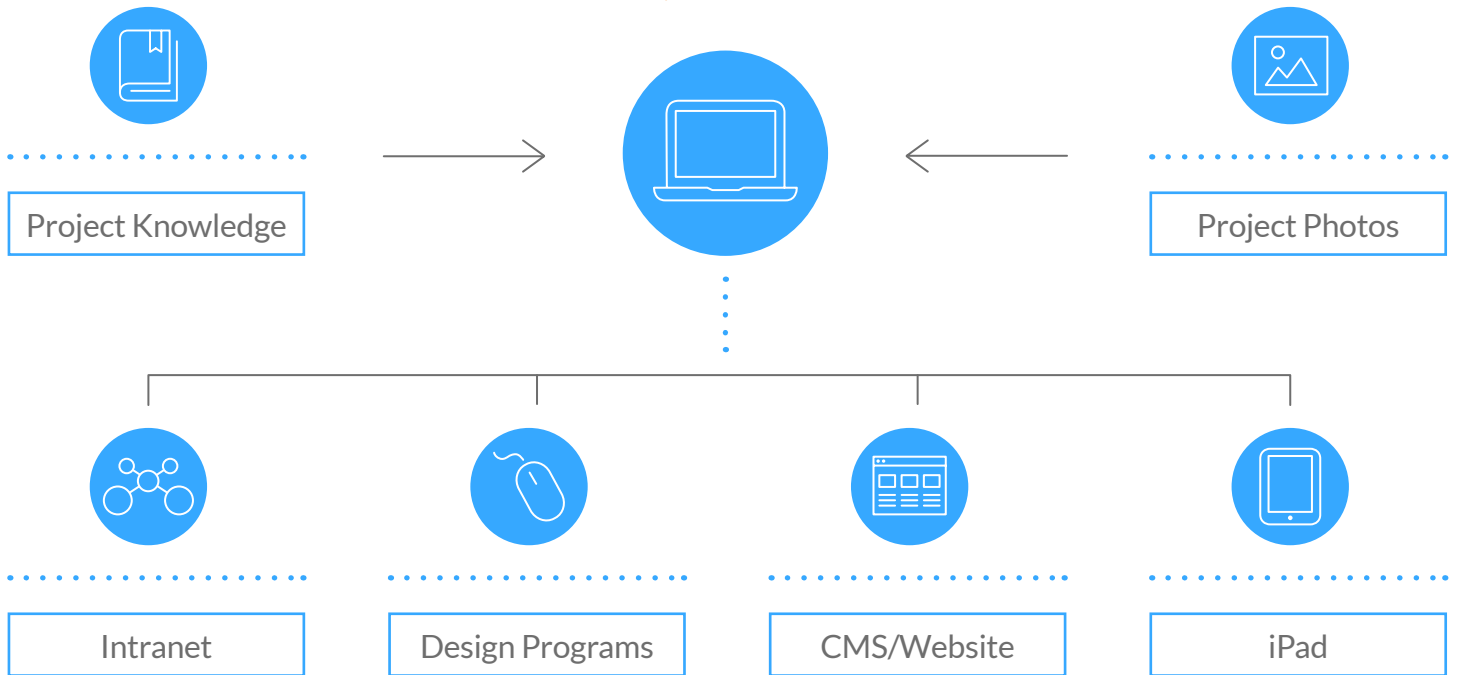 Project Knowledge
Project Photos
Intranet
Design Programs
CMS/Website
iPad